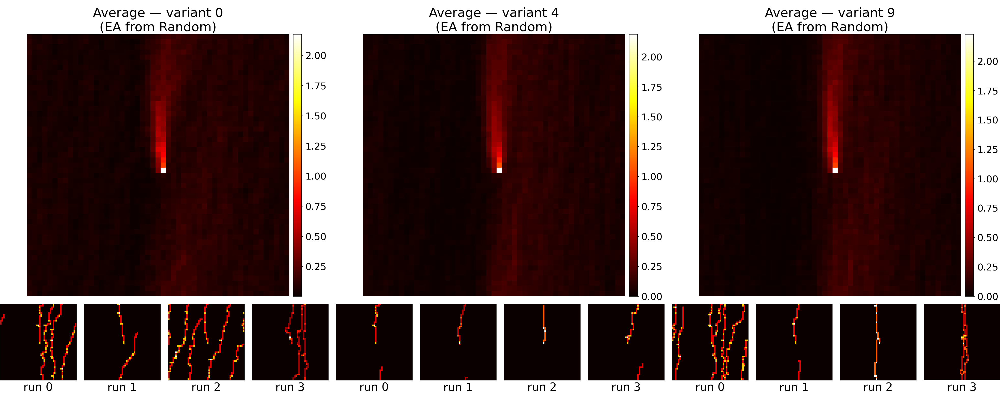 Average — variant 0
(EA from Random)
Average — variant 4
(EA from Random)
Average — variant 9
(EA from Random)
2.00
1.75
1.50
1.25
1.00
0.75
0.50
0.25
2.00
1.75
1.50
1.25
1.00
0.75
0.50
0.25
0.00
2.00
1.75
1.50
1.25
1.00
0.75
0.50
0.25
0.00
run 0
run 1
run 2
run 3
run 0
run 1
run 2
run 3
run 0
run 1
run 2
run 3